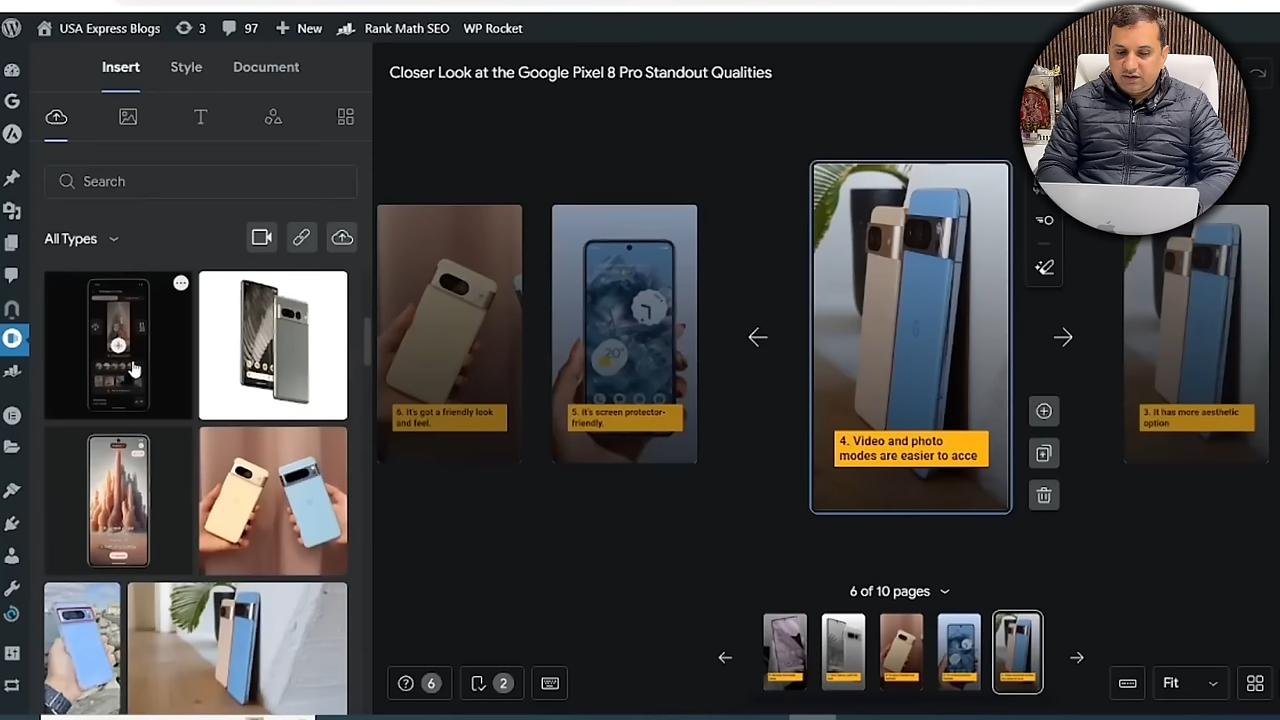 USA Express Blogs
3
97
New
Rank Math SEO
WP Rocket
Insert
Style
Document
Closer Look at the Google Pixel 8 Pro Standout Qualities
Search
All Types
6. It's got a friendly look
and feel.
5. It's screen protector-
friendly.
4. Video and photo
modes are easier to acce
3. It has more aesthetic
option
6 of 10 pages
6
2
Fit